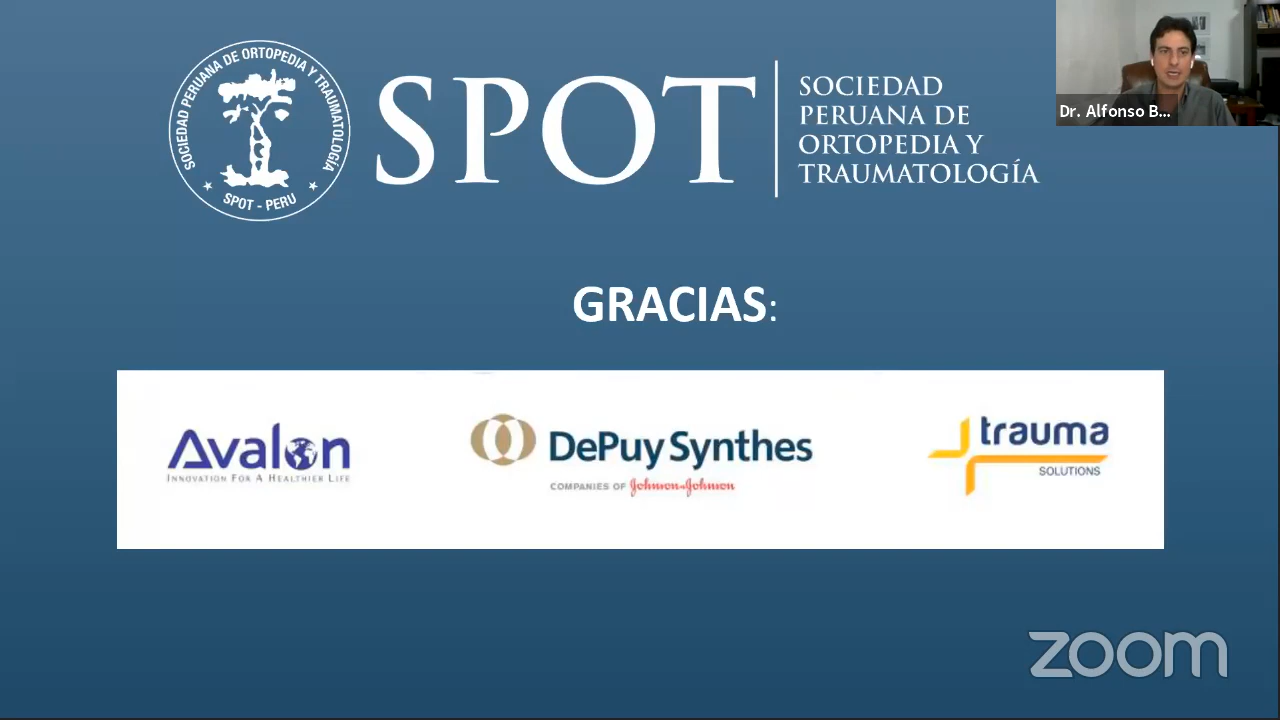 SOCIEDAD PERUANA DE ORTOPEDIA Y TRAUMATOLOGÍA
SPOT - PERU
SPOT
SOCIEDAD
PERUANA DE
ORTOPEDIA Y
TRAUMATOLOGÍA
Dr. Alfonso B...
GRACIAS:
Avalon
INNOVATION FOR A HEALTHIER LIFE
DePuy Synthes
COMPANIES OF Johnson & Johnson
trauma
SOLUTIONS
zoom